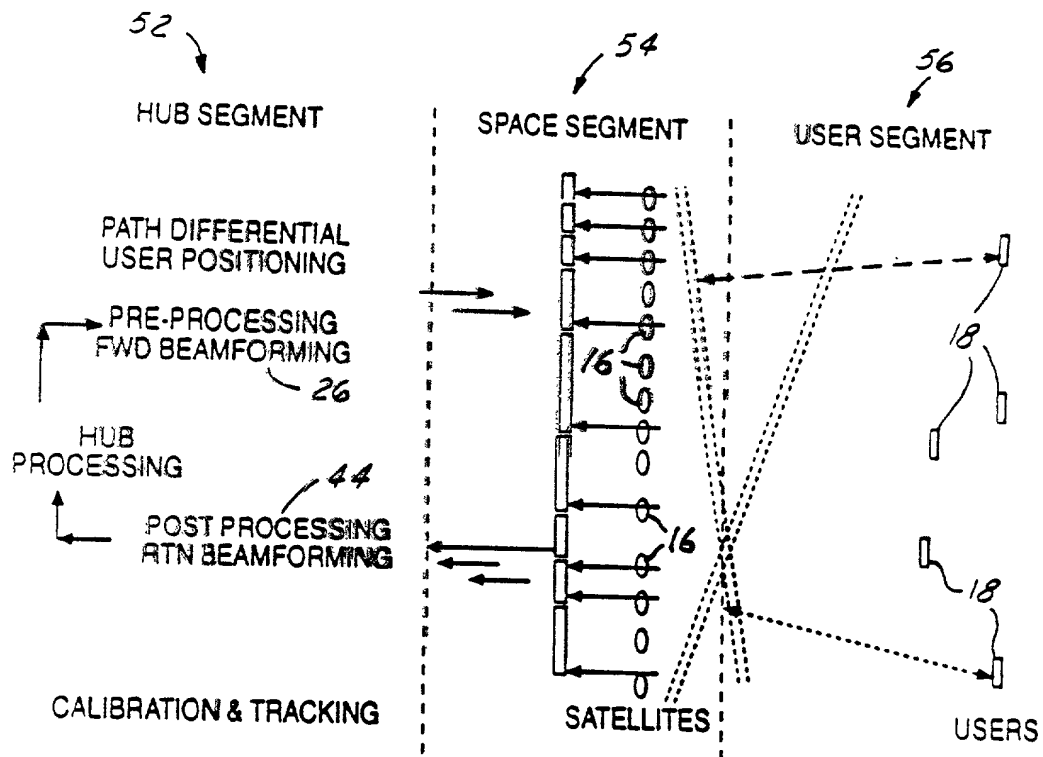 52
54
56
HUB SEGMENT
SPACE SEGMENT
USER SEGMENT
PATH DIFFERENTIAL
USER POSITIONING
PRE-PROCESSING
FWD BEAMFORMING
26
16
18
HUB
PROCESSING
44
POST PROCESSING
RTN BEAMFORMING
16
18
CALIBRATION & TRACKING
SATELLITES
USERS